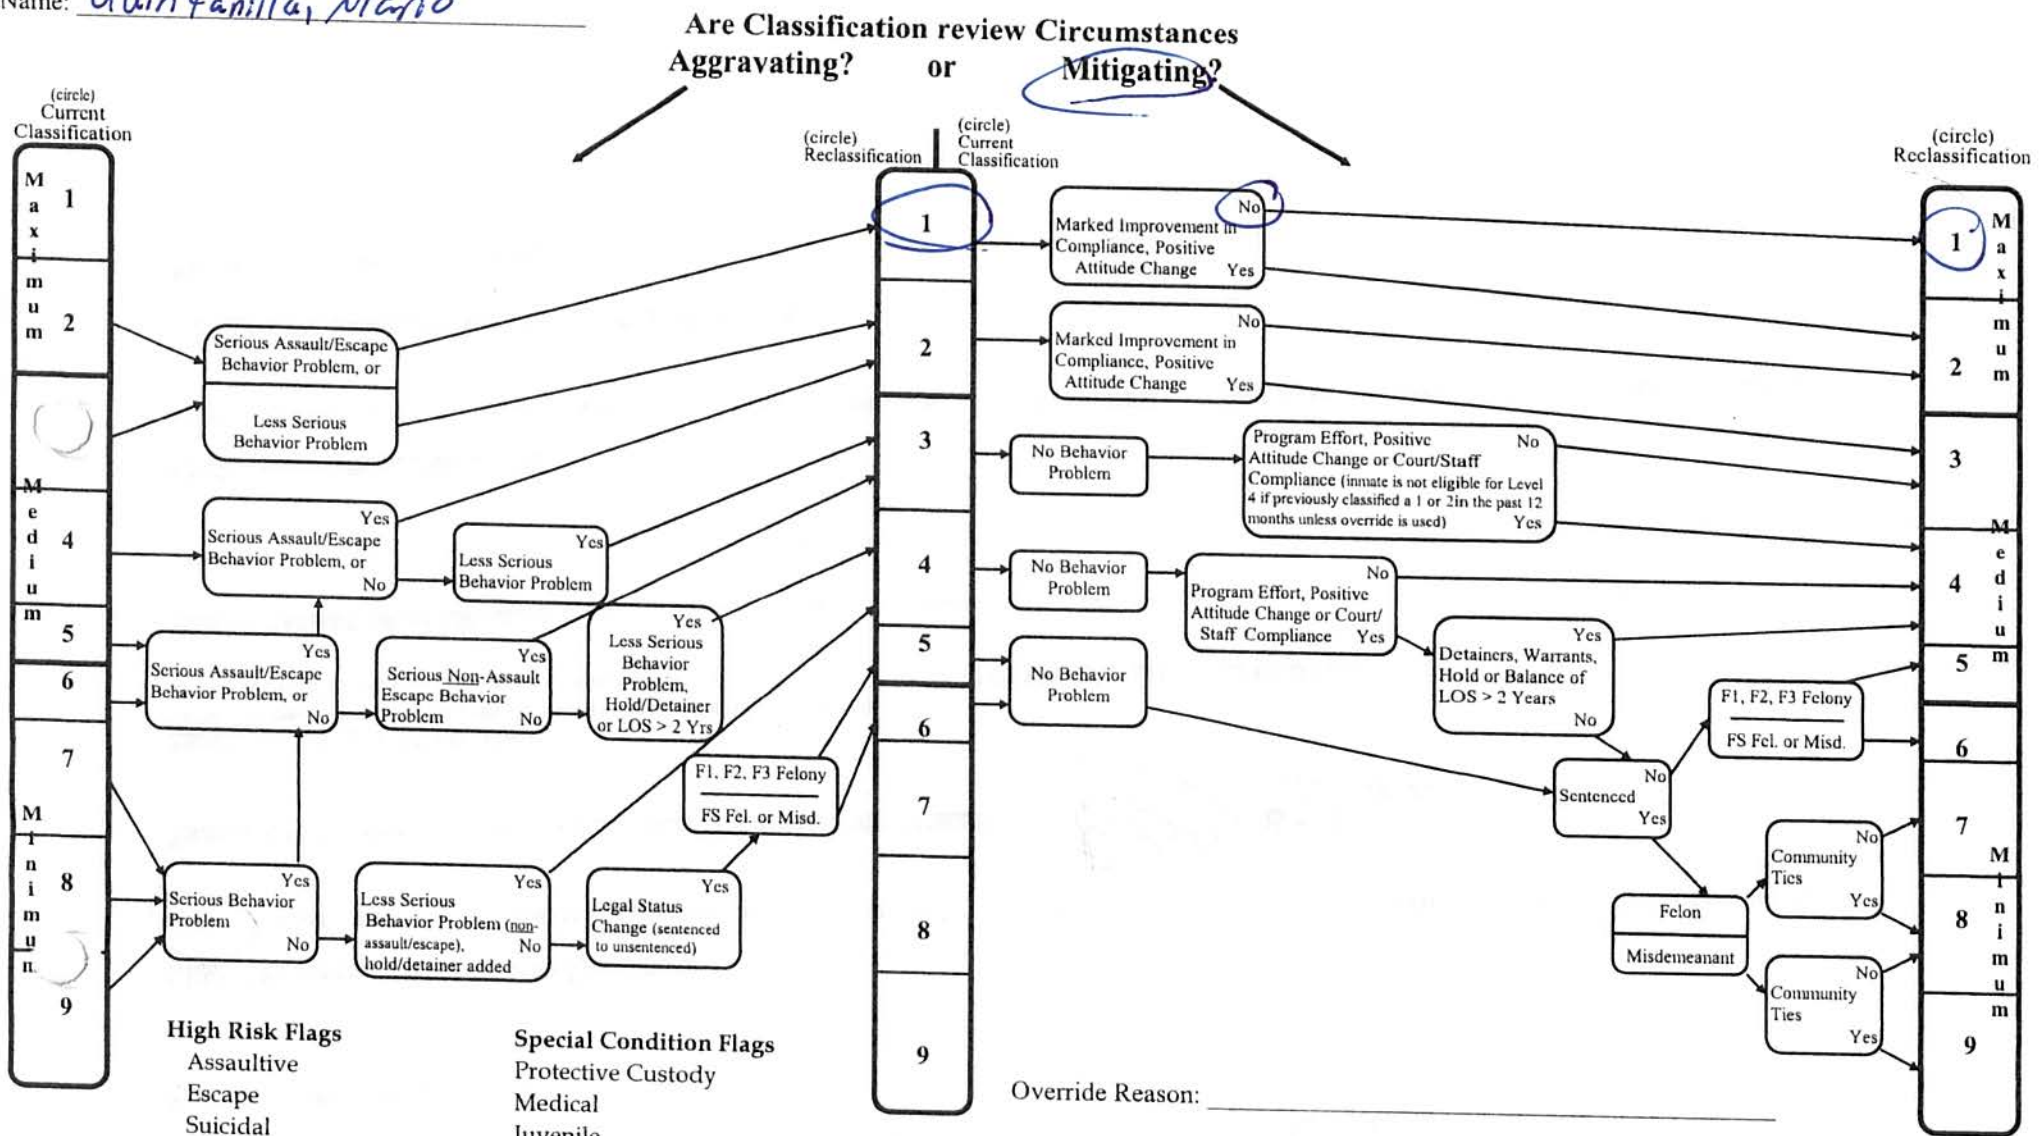 Name: Quintanilla, Mario
Are Classification review Circumstances
Aggravating? or Mitigating?
(circle)
Current
Classification
(circle)
Reclassification
(circle)
Current
Classification
(circle)
Reclassification
Maximum
1
2
Medium
4
5
Minimum
6
7
8
9
Serious Assault/Escape
Behavior Problem, or
Less Serious
Behavior Problem
Yes
Serious Assault/Escape
Behavior Problem, or
No
Yes
Less Serious
Behavior Problem
Yes
Serious Assault/Escape
Behavior Problem, or
No
Yes
Serious Non-Assault
Escape Behavior
Problem No
Yes
Less Serious
Behavior
Problem,
Hold/Detainer
or LOS > 2 Yrs
F1, F2, F3 Felony
FS Fel. or Misd.
Yes
Serious Behavior
Problem
No
Yes
Less Serious
Behavior Problem (non-
assault/escape), No
hold/detainer added
Yes
Legal Status
Change (sentenced
to unsentenced)
1
2
3
4
5
6
7
8
9
No
Marked Improvement in
Compliance, Positive
Attitude Change Yes
No
Marked Improvement in
Compliance, Positive
Attitude Change Yes
No Behavior
Problem
Program Effort, Positive No
Attitude Change or Court/Staff
Compliance (inmate is not eligible for Level
4 if previously classified a 1 or 2in the past 12
months unless override is used) Yes
No Behavior
Problem
No
Program Effort, Positive
Attitude Change or Court/
Staff Compliance Yes
No Behavior
Problem
Yes
Detainers, Warrants,
Hold or Balance of
LOS > 2 Years
No
F1, F2, F3 Felony
FS Fel. or Misd.
No
Sentenced
Yes
Felon
Misdemeanant
No
Community
Ties
Yes
No
Community
Ties
Yes
Maximum
1
2
Medium
3
4
5
Minimum
6
7
8
9
High Risk Flags
Assaultive
Escape
Suicidal
Special Condition Flags
Protective Custody
Medical
Juvenile
Override Reason: